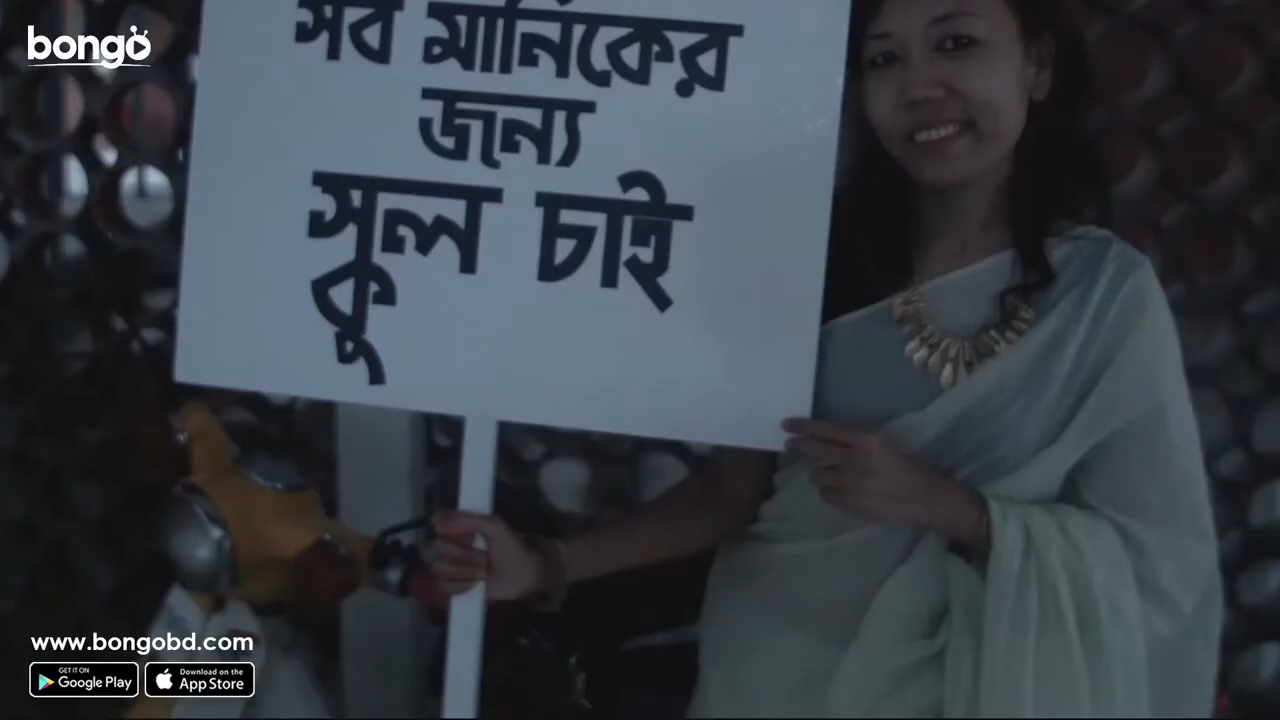 bongo
সব মানিকের
জন্য
স্কুল চাই
www.bongobd.com
GET IT ON
Google Play
Download on the
App Store